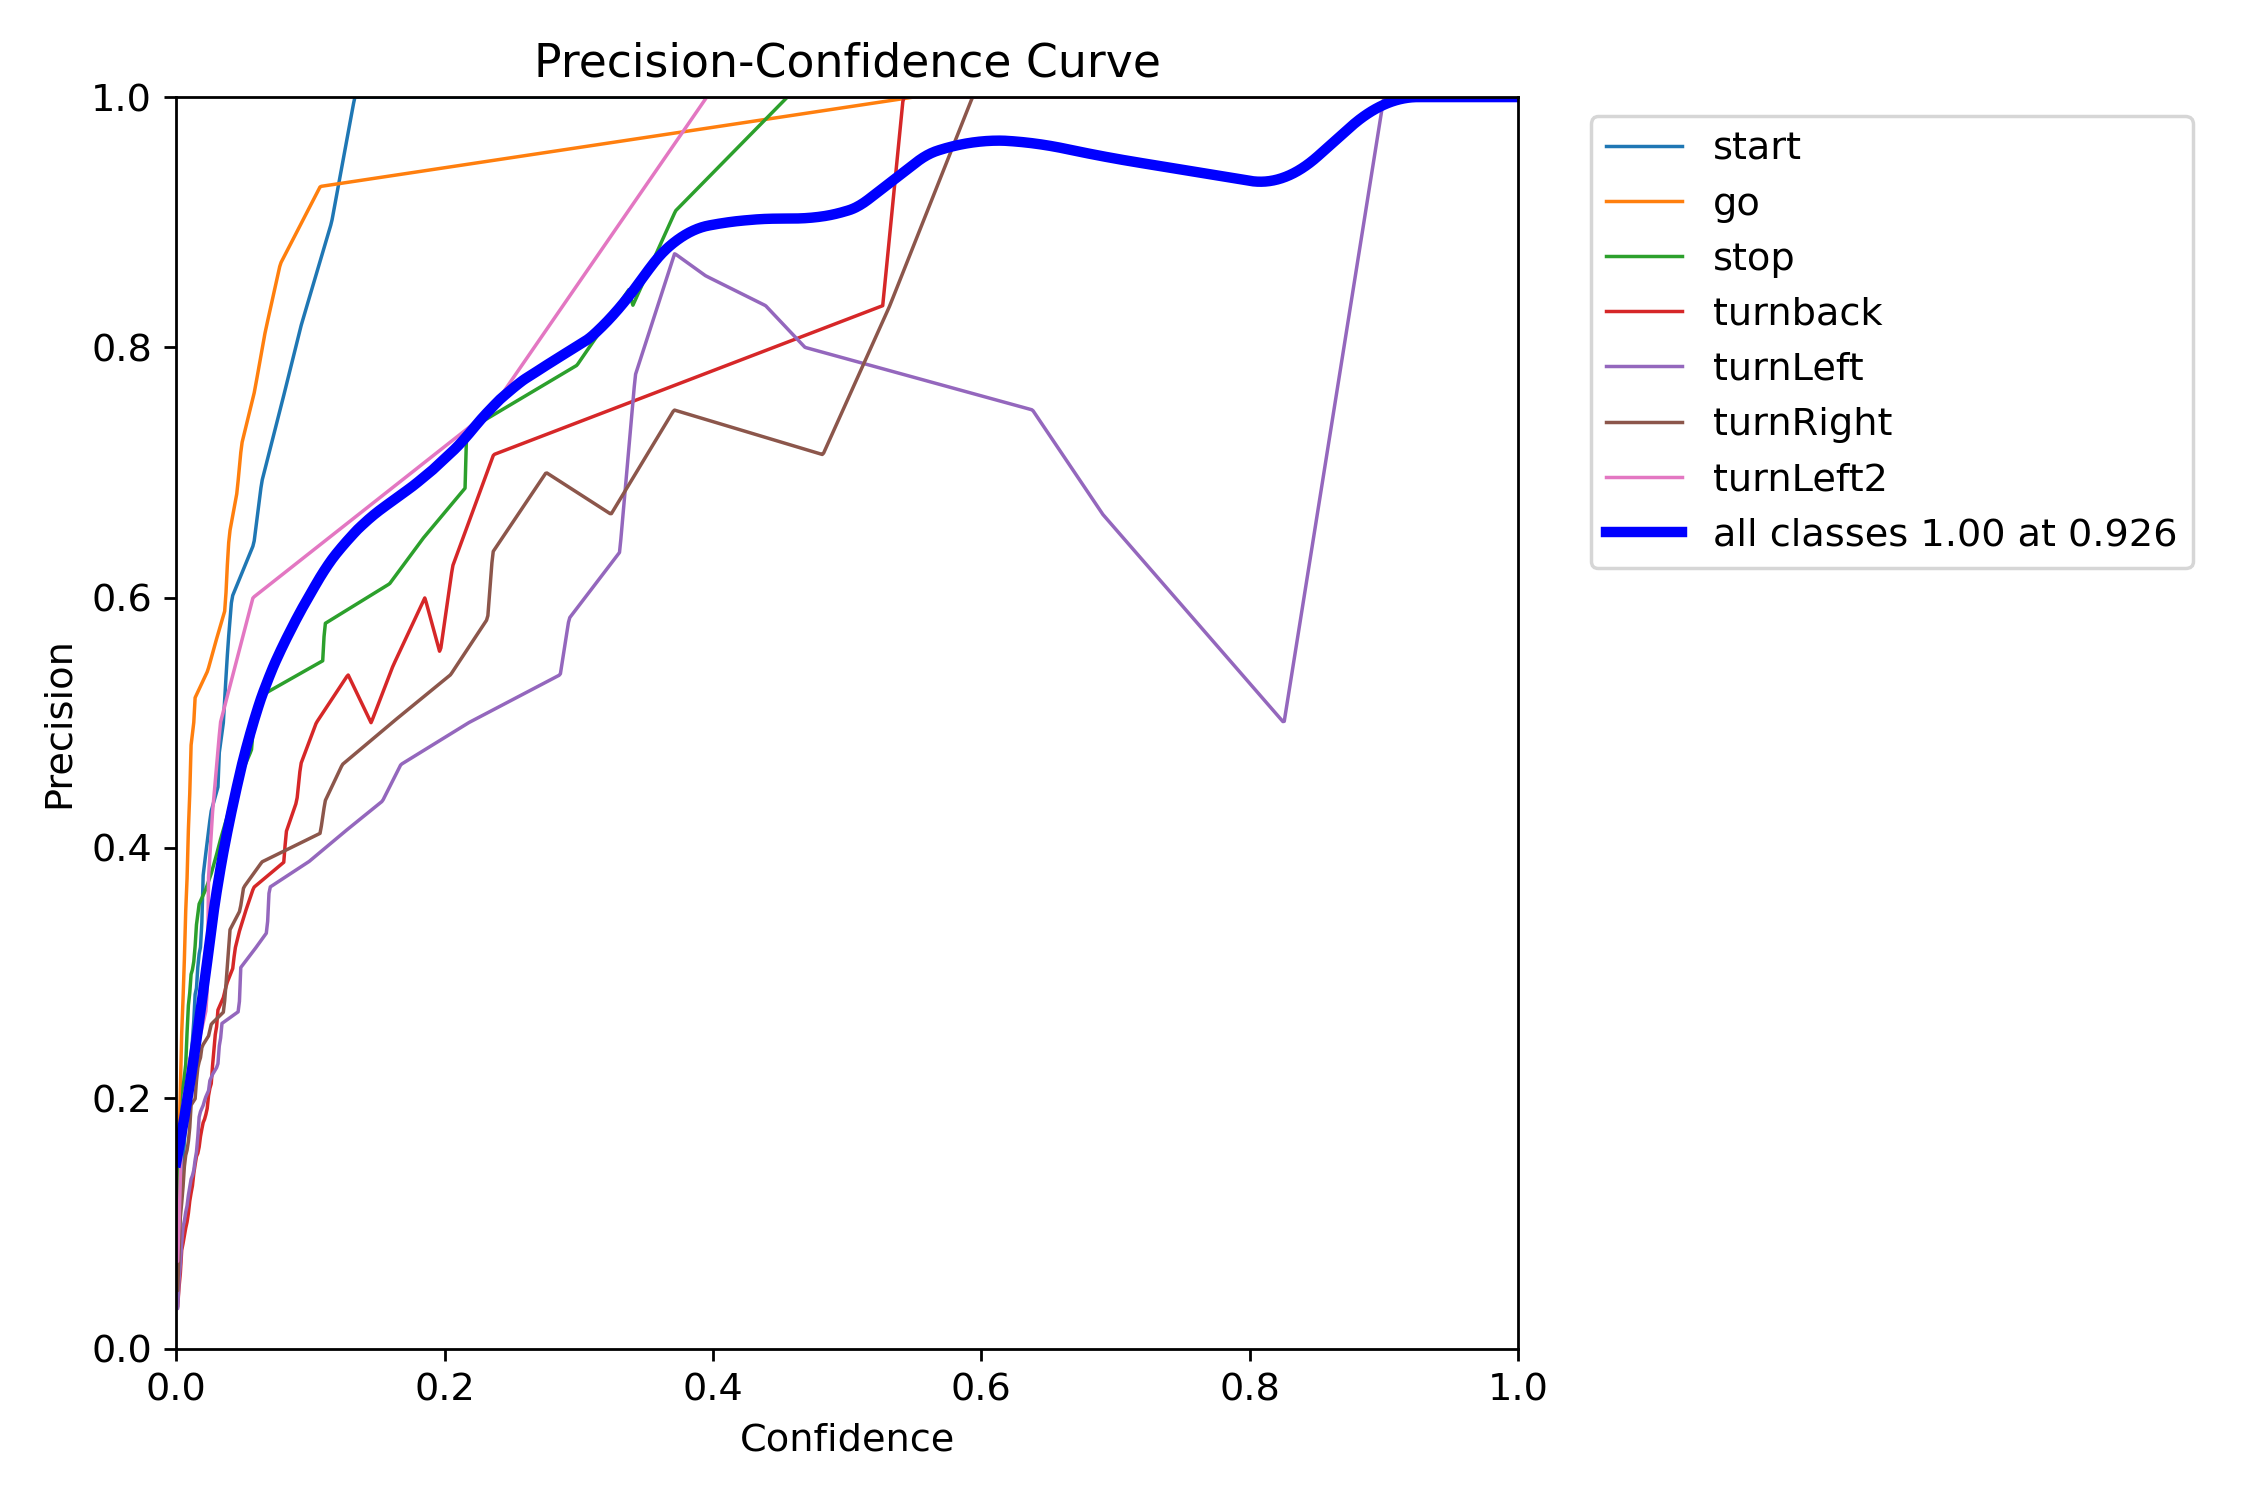 Precision-Confidence Curve
1.0
0.8
0.6
0.4
0.2
0.0
Precision
0.0 0.2 0.4 0.6 0.8 1.0
Confidence
start
go
stop
turnback
turnLeft
turnRight
turnLeft2
all classes 1.00 at 0.926